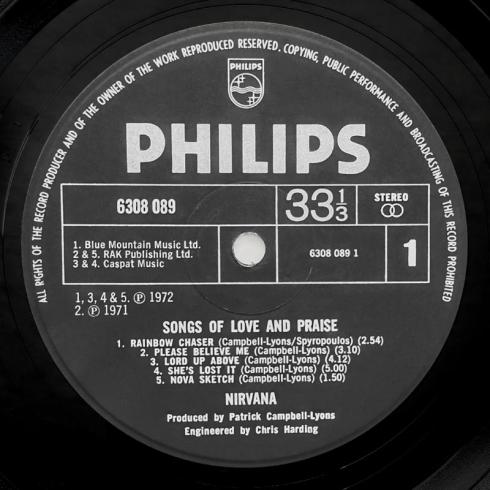 ALL RIGHTS OF THE RECORD PRODUCER AND OF THE OWNER OF THE WORK REPRODUCED RESERVED, COPYING, PUBLIC PERFORMANCE AND BROADCASTING OF THIS RECORD PROHIBITED
PHILIPS
PHILIPS
6308 089
33 1/3
STEREO
1. Blue Mountain Music Ltd.
2 & 5. RAK Publishing Ltd.
3 & 4. Caspat Music
6308 089 1
1
1, 3, 4 & 5. ℗ 1972
2. ℗ 1971
SONGS OF LOVE AND PRAISE
1. RAINBOW CHASER (Campbell-Lyons/Spyropoulos) (2.54)
2. PLEASE BELIEVE ME (Campbell-Lyons) (3.10)
3. LORD UP ABOVE (Campbell-Lyons) (4.12)
4. SHE'S LOST IT (Campbell-Lyons) (5.00)
5. NOVA SKETCH (Campbell-Lyons) (1.50)
NIRVANA
Produced by Patrick Campbell-Lyons
Engineered by Chris Harding